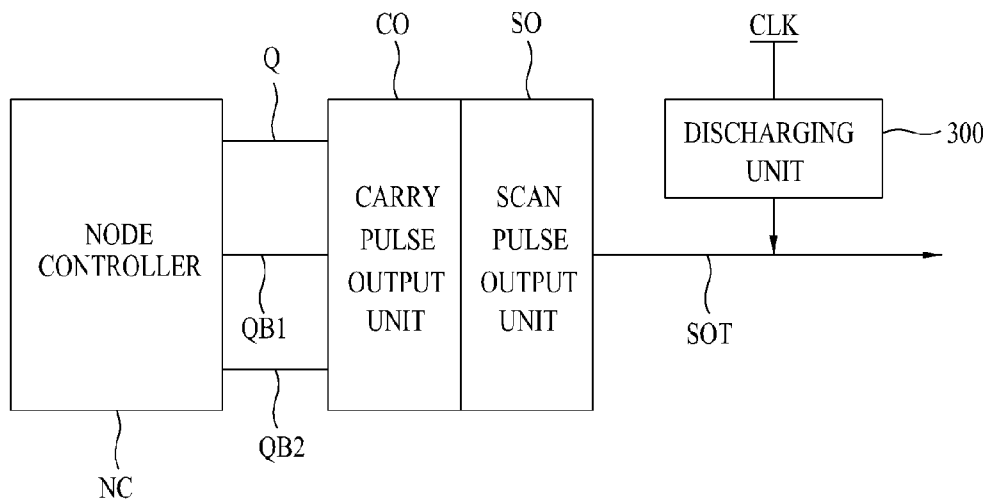 CO
SO
CLK
Q
DISCHARGING
UNIT
300
NODE
CONTROLLER
CARRY
PULSE
OUTPUT
UNIT
SCAN
PULSE
OUTPUT
UNIT
QB1
SOT
QB2
NC